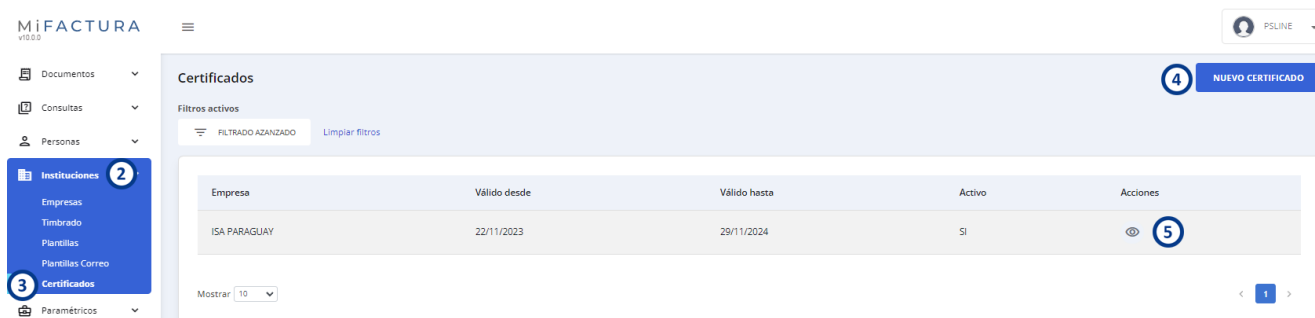 MiFACTURA
v10.0.0
PSLINE
Documentos
Consultas
Personas
Instituciones 2
Empresas
Timbrado
Plantillas
Plantillas Correo
3 Certificados
Paramétricos
Certificados
4 NUEVO CERTIFICADO
Filtros activos
FILTRADO AZANZADO Limpiar filtros
Empresa Válido desde Válido hasta Activo Acciones
ISA PARAGUAY 22/11/2023 29/11/2024 SI 5
Mostrar 10 < 1 >